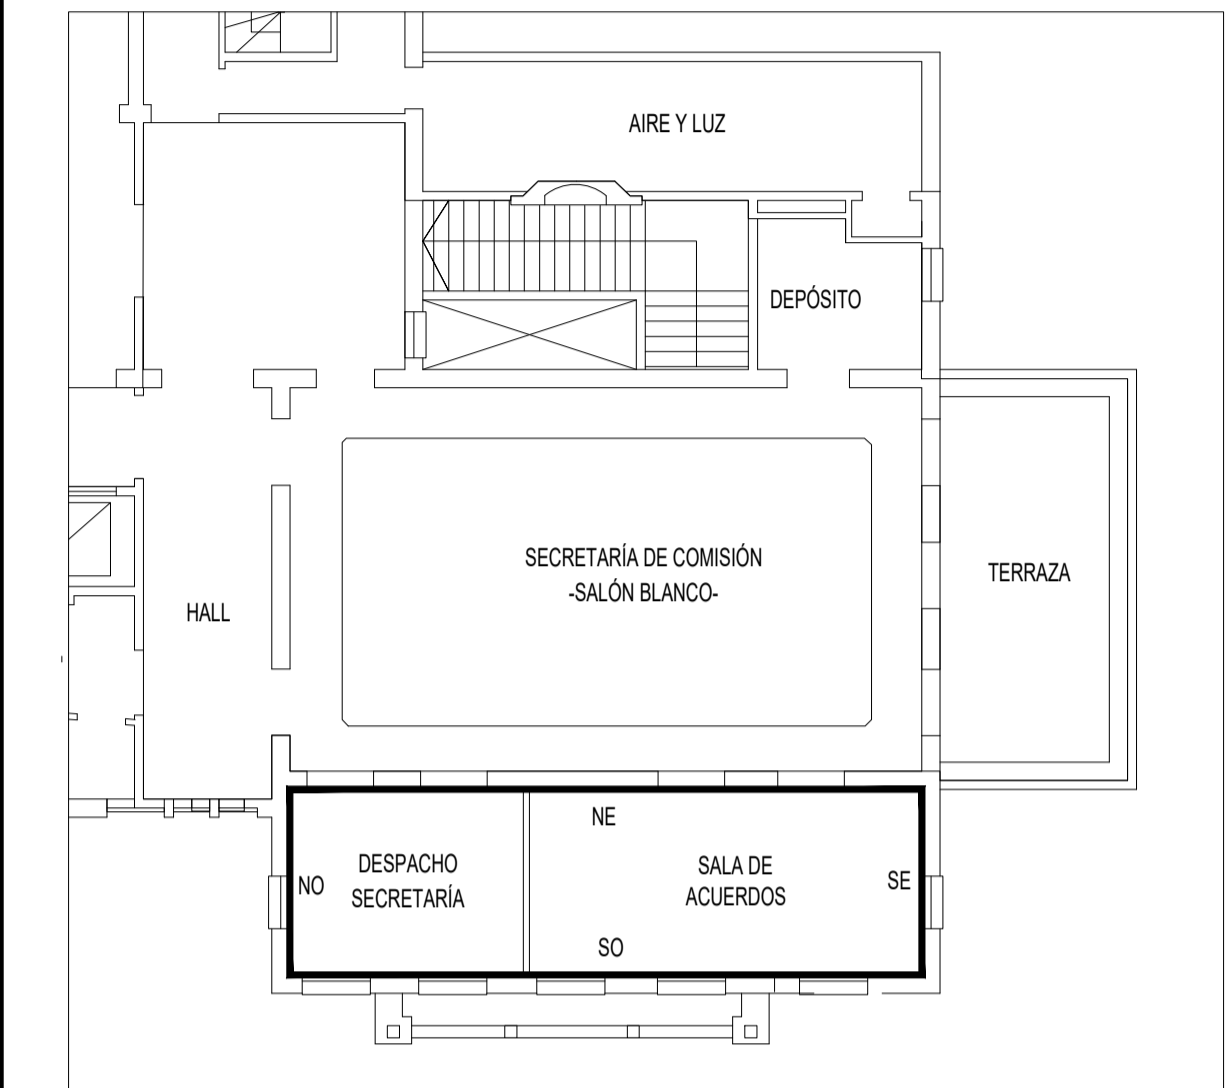 AIRE Y LUZ
DEPÓSITO
SECRETARÍA DE COMISIÓN
-SALÓN BLANCO-
TERRAZA
HALL
NE
DESPACHO
SECRETARÍA
SALA DE
ACUERDOS
NO
SE
SO